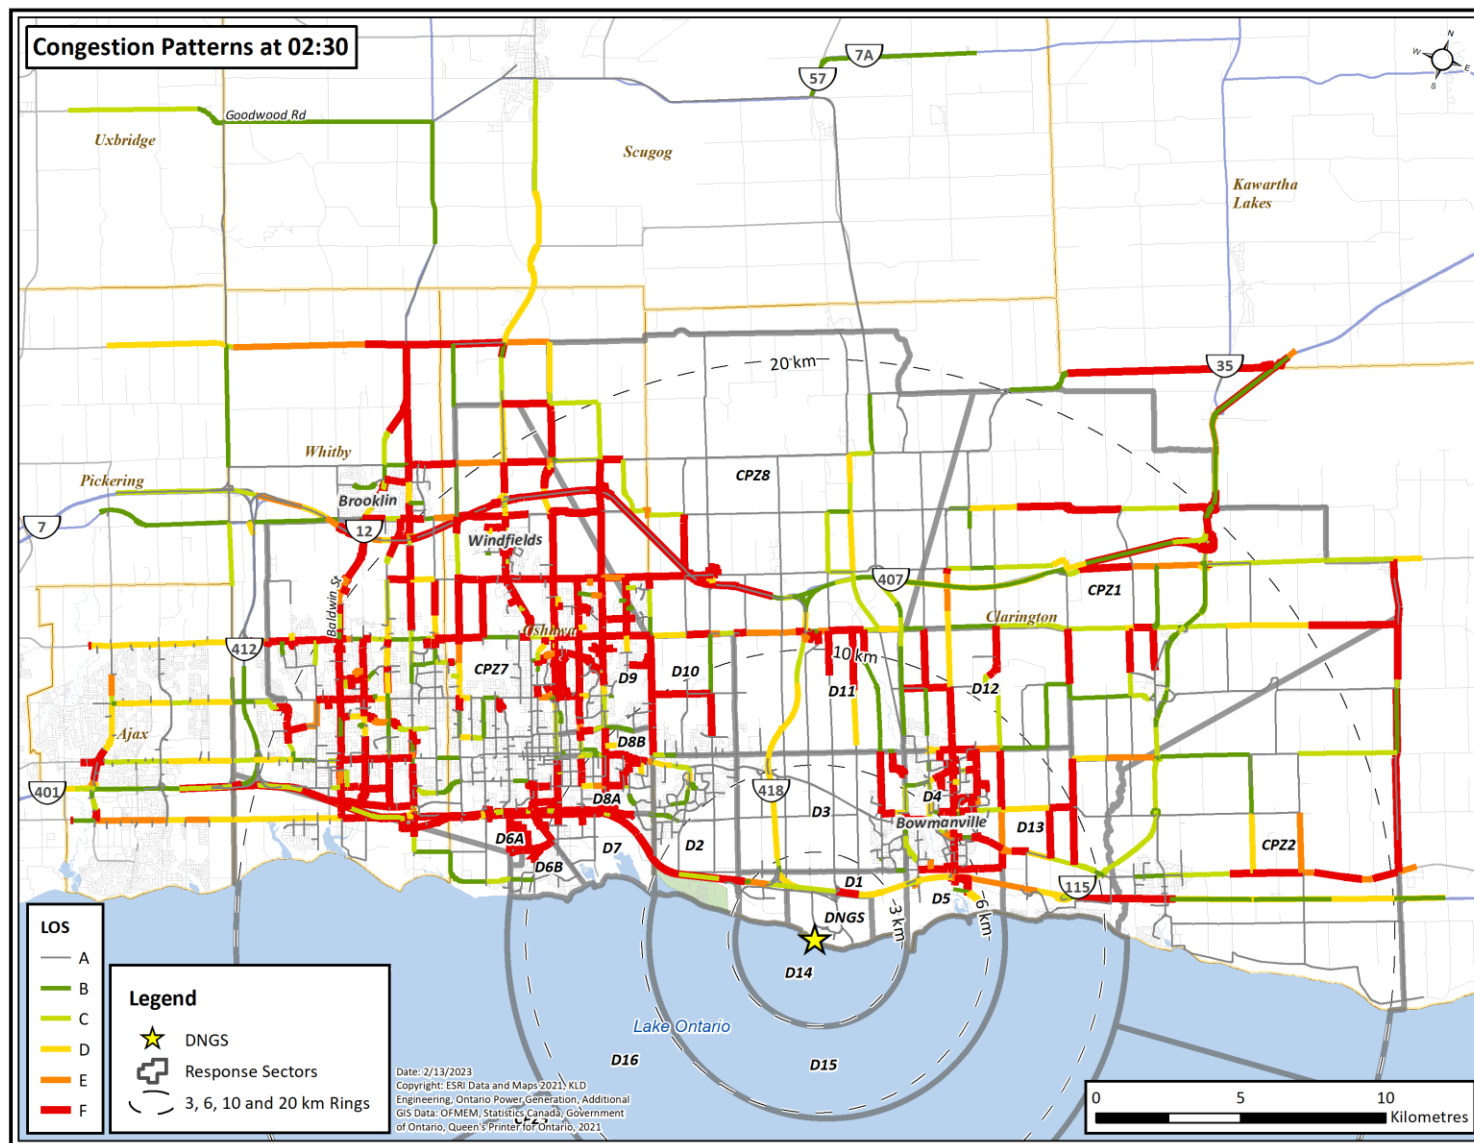 Congestion Patterns at 02:30
N
W
E
S
7A
57
Goodwood Rd
Uxbridge
Scugog
Kawartha
Lakes
20 km
35
Whitby
Pickering
CPZ8
Brooklin
7
12
Windfields
407
CPZ1
Baldwin St
Clarington
Oshawa
412
10 km
CPZ7
D9
D10
D11
D12
Ajax
D8B
401
418
D8A
D3
D4
Bowmanville
D6A
D13
D7
D2
CPZ2
D6B
D1
115
D5
DNGS
3 km
6 km
D14
Lake Ontario
D16
D15
LOS
A
B
C
D
E
F
Legend
DNGS
Response Sectors
3, 6, 10 and 20 km Rings
Date: 2/13/2023
Copyright: ESRI Data and Maps 2021, KLD
Engineering, Ontario Power Generation, Additional
GIS Data: OFMEM, Statistics Canada, Government
of Ontario, Queen's Printer for Ontario, 2021
0 5 10
Kilometres